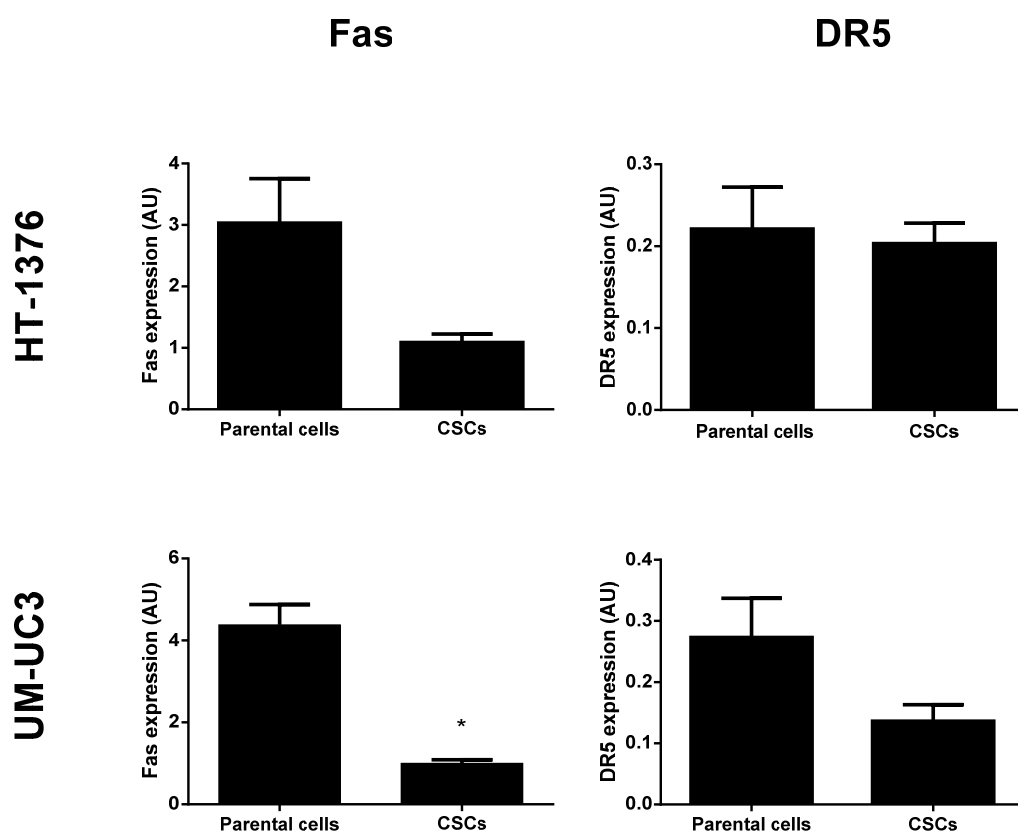 Fas
DR5
HT-1376
Fas expression (AU)
4
3
2
1
0
Parental cells
CSCs
DR5 expression (AU)
0.3
0.2
0.1
0.0
Parental cells
CSCs
UM-UC3
Fas expression (AU)
6
4
2
0
*
Parental cells
CSCs
DR5 expression (AU)
0.4
0.3
0.2
0.1
0.0
Parental cells
CSCs